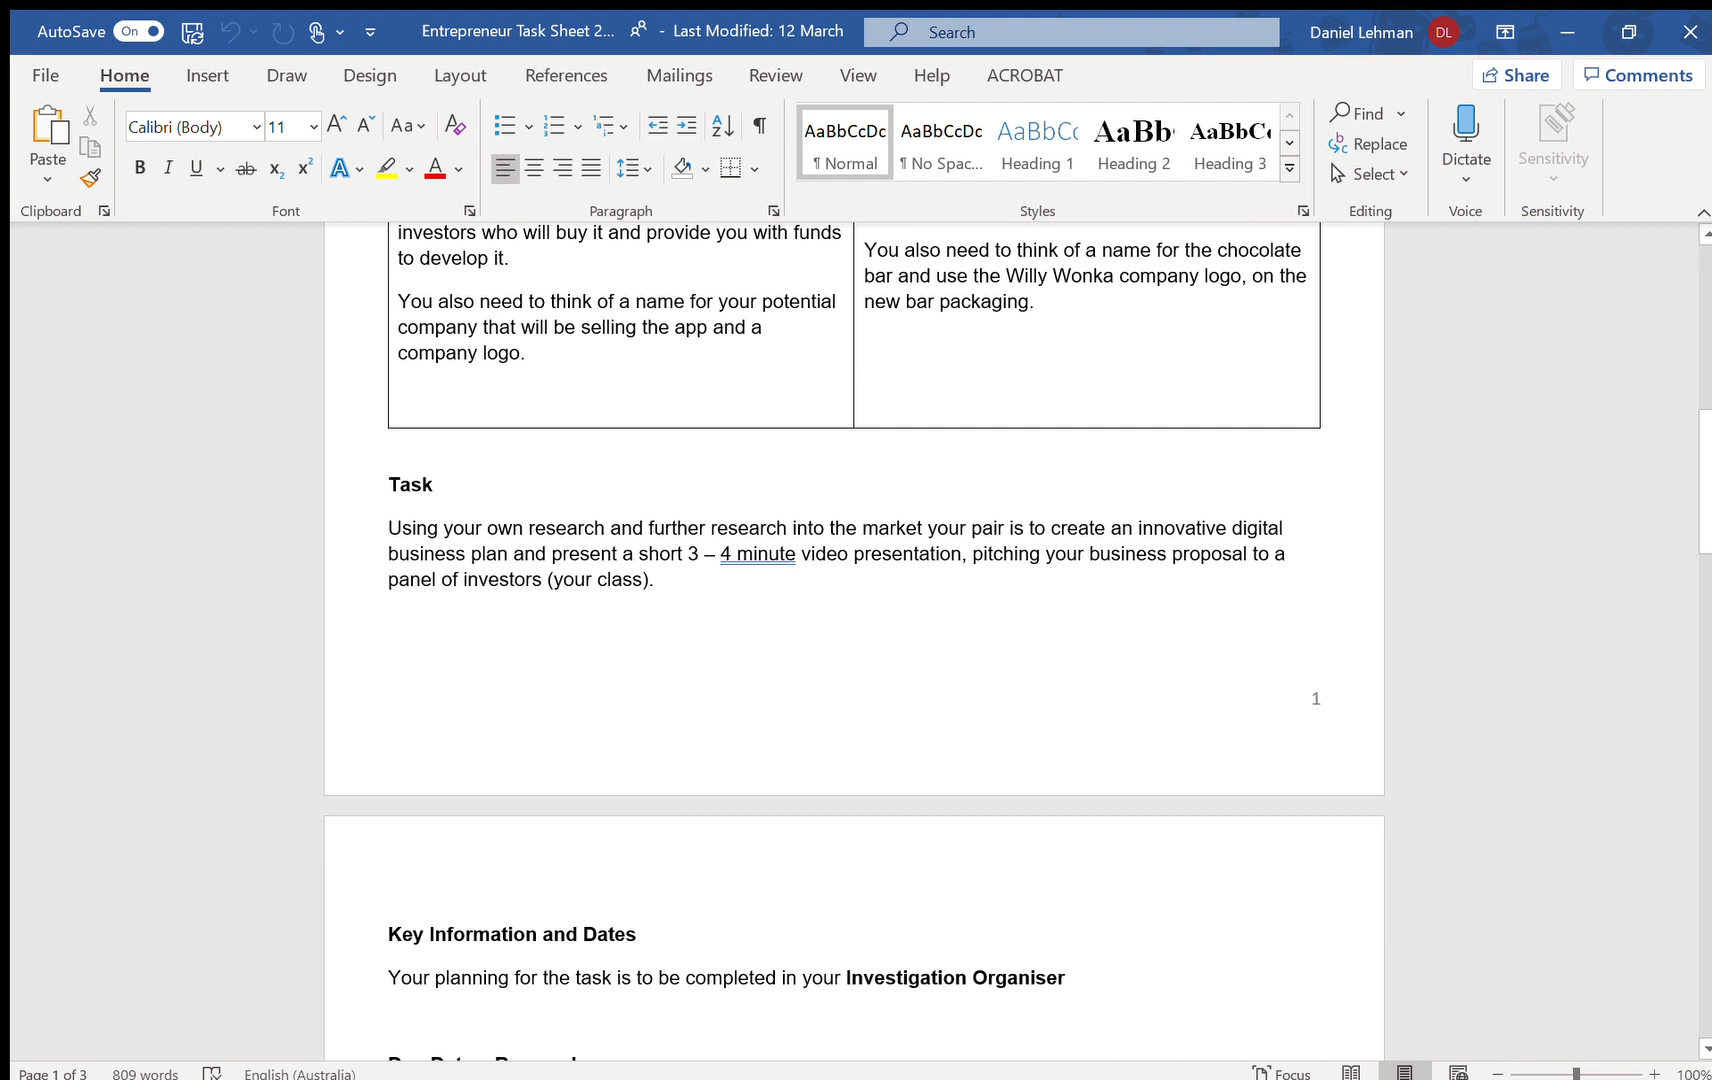 AutoSave On Entrepreneur Task Sheet 2... - Last Modified: 12 March Search Daniel Lehman DL
File Home Insert Draw Design Layout References Mailings Review View Help ACROBAT Share Comments
Paste
Calibri (Body) 11 Aa
B I U ab x2 x2 A A
AaBbCcDc AaBbCcDc AaBbCc AaBb AaBbCc
¶ Normal ¶ No Spac... Heading 1 Heading 2 Heading 3
Find
Replace
Select
Dictate
Sensitivity
Clipboard Font Paragraph Styles Editing Voice Sensitivity
investors who will buy it and provide you with funds
to develop it.
You also need to think of a name for your potential
company that will be selling the app and a
company logo.
You also need to think of a name for the chocolate
bar and use the Willy Wonka company logo, on the
new bar packaging.
Task
Using your own research and further research into the market your pair is to create an innovative digital
business plan and present a short 3 – 4 minute video presentation, pitching your business proposal to a
panel of investors (your class).
1
Key Information and Dates
Your planning for the task is to be completed in your Investigation Organiser
Page 1 of 3 809 words English (Australia) Focus 100%